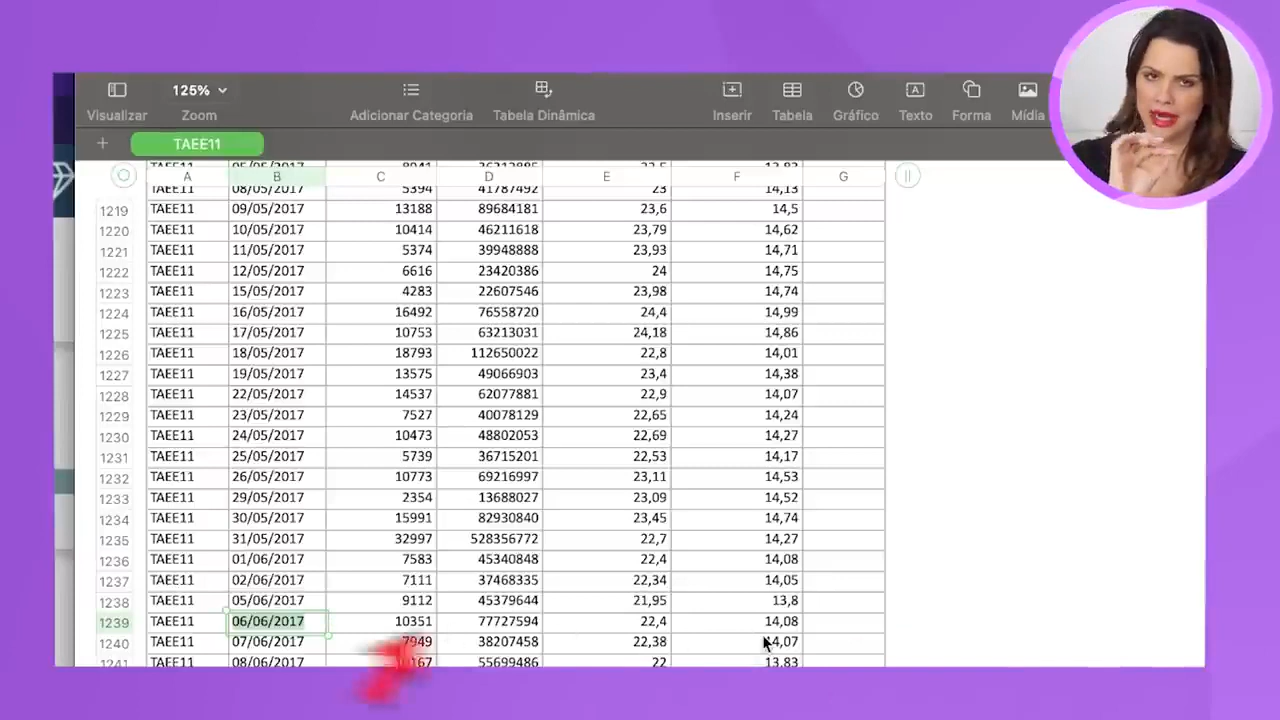 125%
Visualizar Zoom Adicionar Categoria Tabela Dinâmica Inserir Tabela Gráfico Texto Forma Mídia
+ TAEE11
A B C D E F G
TAEE11 08/05/2017 5394 41787492 23 14,13
1219 TAEE11 09/05/2017 13188 89684181 23,6 14,5
1220 TAEE11 10/05/2017 10414 46211618 23,79 14,62
1221 TAEE11 11/05/2017 5374 39948888 23,93 14,71
1222 TAEE11 12/05/2017 6616 23420386 24 14,75
1223 TAEE11 15/05/2017 4283 22607546 23,98 14,74
1224 TAEE11 16/05/2017 16492 76558720 24,4 14,99
1225 TAEE11 17/05/2017 10753 63213031 24,18 14,86
1226 TAEE11 18/05/2017 18793 112650022 22,8 14,01
1227 TAEE11 19/05/2017 13575 49066903 23,4 14,38
1228 TAEE11 22/05/2017 14537 62077881 22,9 14,07
1229 TAEE11 23/05/2017 7527 40078129 22,65 14,24
1230 TAEE11 24/05/2017 10473 48802053 22,69 14,27
1231 TAEE11 25/05/2017 5739 36715201 22,53 14,17
1232 TAEE11 26/05/2017 10773 69216997 23,11 14,53
1233 TAEE11 29/05/2017 2354 13688027 23,09 14,52
1234 TAEE11 30/05/2017 15991 82930840 23,45 14,74
1235 TAEE11 31/05/2017 32997 528356772 22,7 14,27
1236 TAEE11 01/06/2017 7583 45340848 22,4 14,08
1237 TAEE11 02/06/2017 7111 37468335 22,34 14,05
1238 TAEE11 05/06/2017 9112 45379644 21,95 13,8
1239 TAEE11 06/06/2017 10351 77727594 22,4 14,08
1240 TAEE11 07/06/2017 7949 38207458 22,38 14,07
1241 TAEE11 08/06/2017 55699486 22 13,83